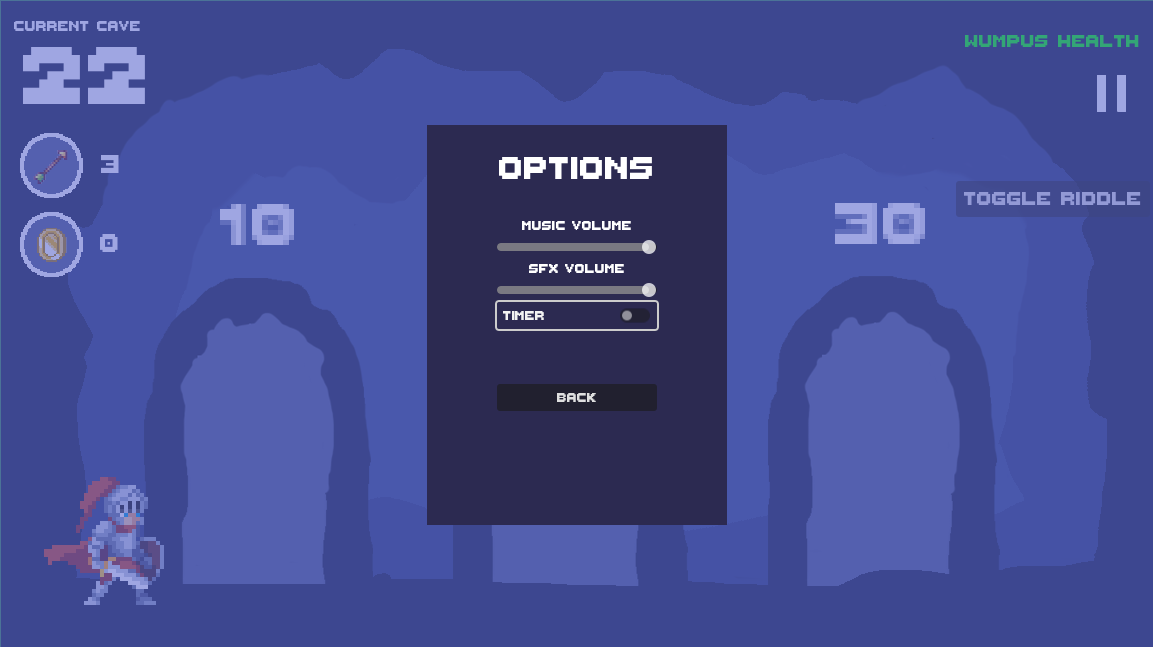 CURRENT CAVE
22
WUMPUS HEALTH
3
0
TOGGLE RIDDLE
10
30
OPTIONS
MUSIC VOLUME
SFX VOLUME
TIMER
BACK